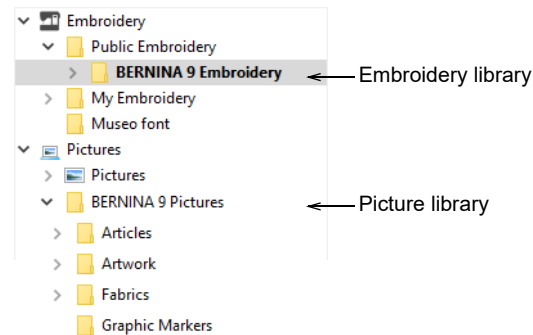 Embroidery
Public Embroidery
BERNINA 9 Embroidery
Embroidery library
My Embroidery
Museo font
Pictures
Pictures
BERNINA 9 Pictures
Picture library
Articles
Artwork
Fabrics
Graphic Markers